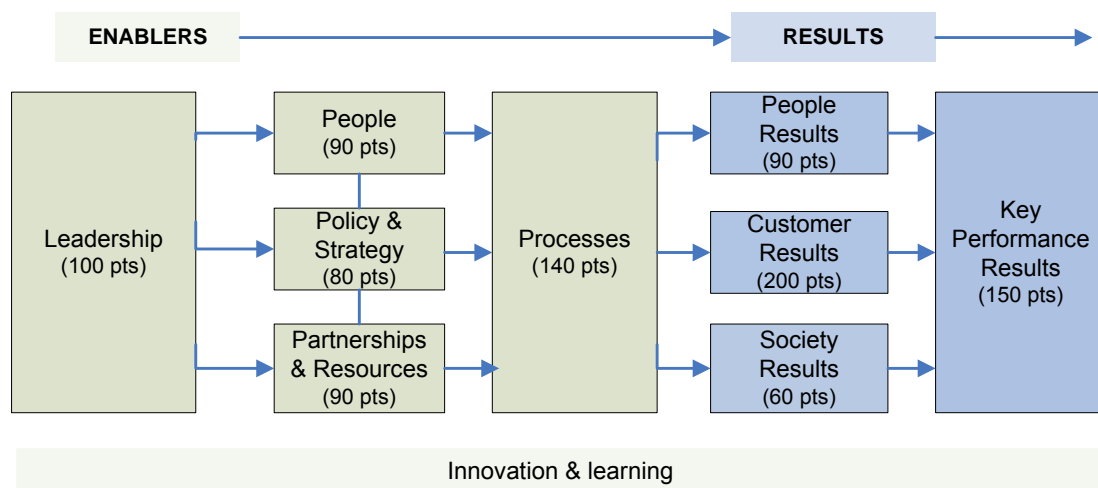 ENABLERS
RESULTS
Leadership
(100 pts)
People
(90 pts)
Policy &
Strategy
(80 pts)
Partnerships
& Resources
(90 pts)
Processes
(140 pts)
People
Results
(90 pts)
Customer
Results
(200 pts)
Society
Results
(60 pts)
Key
Performance
Results
(150 pts)
Innovation & learning